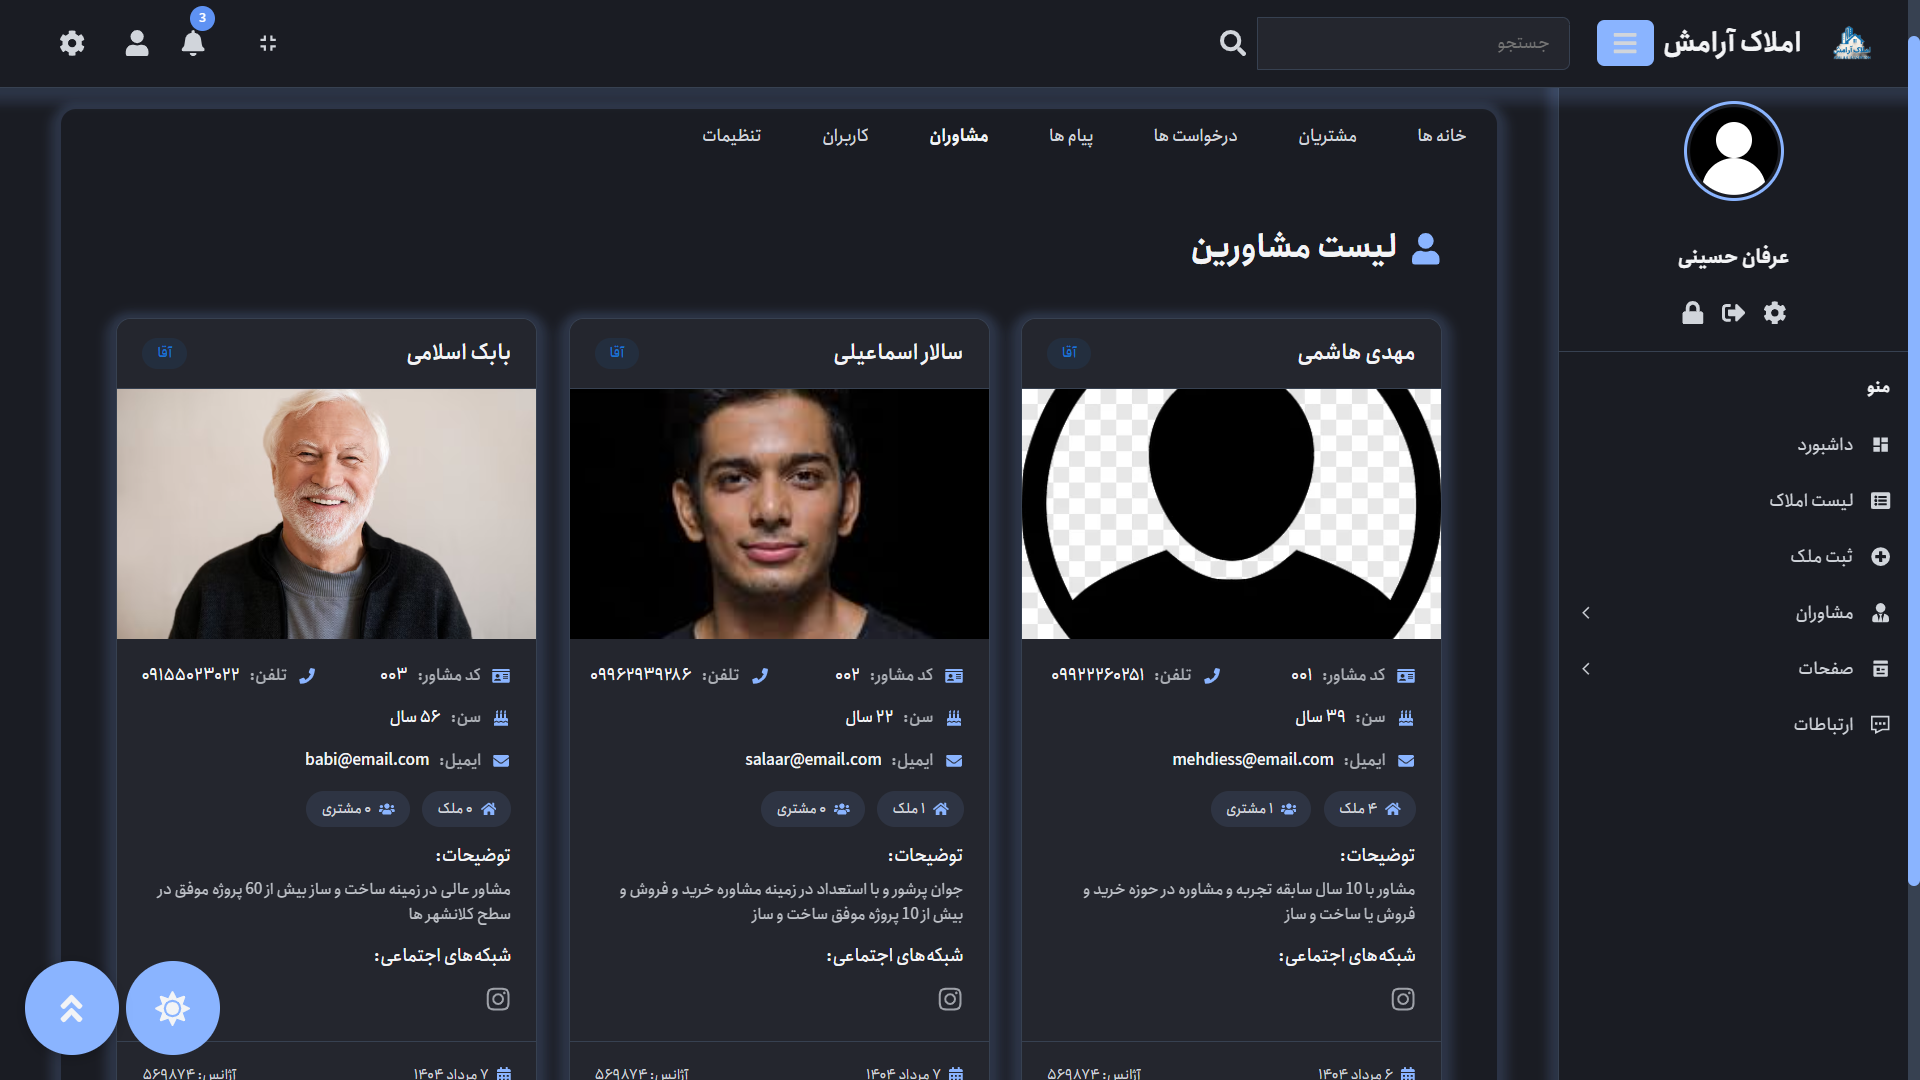 املاک آرامش
جستجو
3
عرفان حسینی
منو
داشبورد
لیست املاک
ثبت ملک
مشاوران
صفحات
ارتباطات
خانه ها
مشتریان
درخواست ها
پیام ها
مشاوران
کاربران
تنظیمات
لیست مشاورین
مهدی هاشمی
آقا
کد مشاور: ۰۰۱
تلفن: ۰۹۹۲۲۲۶۰۲۵۱
سن: ۳۹ سال
ایمیل: mehdiess@email.com
۴ ملک
۱ مشتری
توضیحات:
مشاور با 10 سال سابقه تجربه و مشاوره در حوزه خرید و
فروش یا ساخت و ساز
شبکه‌های اجتماعی:
۶ مرداد ۱۴۰۴
آژانس: ۵۶۹۸۷۴
سالار اسماعیلی
آقا
کد مشاور: ۰۰۲
تلفن: ۰۹۹۶۲۹۳۹۲۸۶
سن: ۲۲ سال
ایمیل: salaar@email.com
۱ ملک
۰ مشتری
توضیحات:
جوان پرشور و با استعداد در زمینه مشاوره خرید و فروش و
بیش از 10 پروژه موفق ساخت و ساز
شبکه‌های اجتماعی:
۷ مرداد ۱۴۰۴
آژانس: ۵۶۹۸۷۴
بابک اسلامی
آقا
کد مشاور: ۰۰۳
تلفن: ۰۹۱۵۵۰۲۳۰۲۲
سن: ۵۶ سال
ایمیل: babi@email.com
۰ ملک
۰ مشتری
توضیحات:
مشاور عالی در زمینه ساخت و ساز بیش از 60 پروژه موفق در
سطح کلانشهر ها
شبکه‌های اجتماعی:
۷ مرداد ۱۴۰۴
آژانس: ۵۶۹۸۷۴